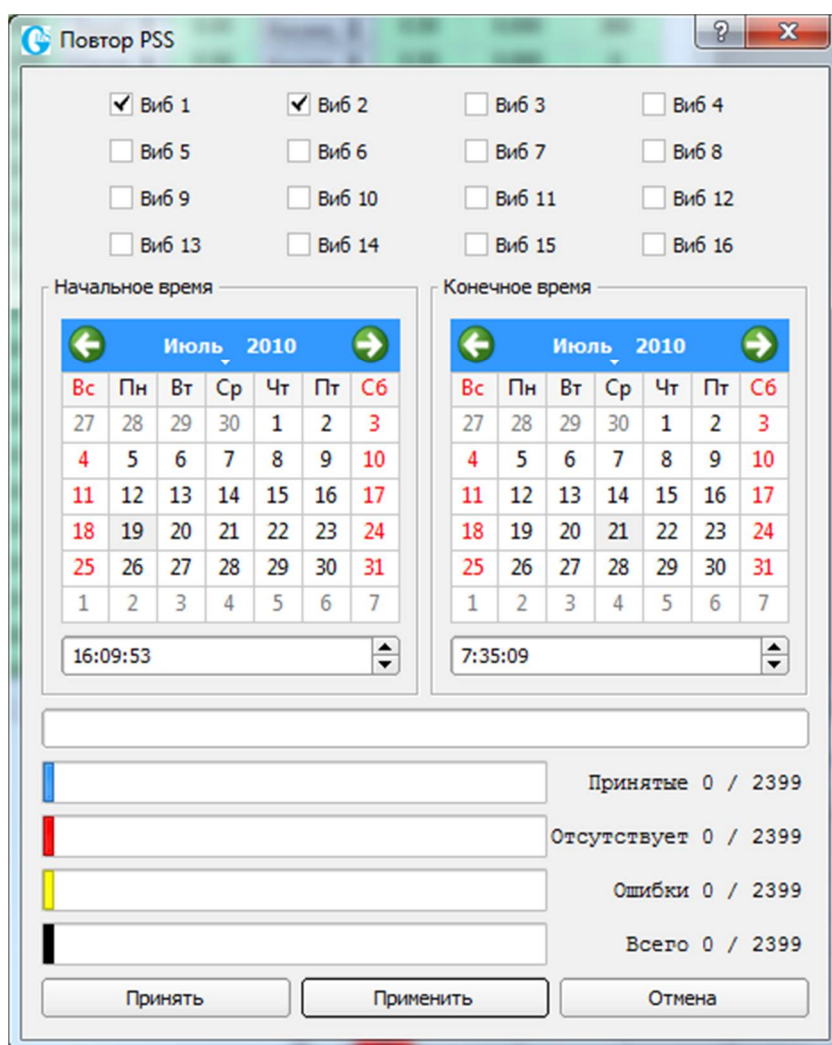 Повтор PSS
Виб 1 Виб 2 Виб 3 Виб 4
Виб 5 Виб 6 Виб 7 Виб 8
Виб 9 Виб 10 Виб 11 Виб 12
Виб 13 Виб 14 Виб 15 Виб 16
Начальное время
Июль 2010
Вс Пн Вт Ср Чт Пт Сб
27 28 29 30 1 2 3
4 5 6 7 8 9 10
11 12 13 14 15 16 17
18 19 20 21 22 23 24
25 26 27 28 29 30 31
1 2 3 4 5 6 7
16:09:53
Конечное время
Июль 2010
Вс Пн Вт Ср Чт Пт Сб
27 28 29 30 1 2 3
4 5 6 7 8 9 10
11 12 13 14 15 16 17
18 19 20 21 22 23 24
25 26 27 28 29 30 31
1 2 3 4 5 6 7
7:35:09
Принятые 0 / 2399
Отсутствует 0 / 2399
Ошибки 0 / 2399
Всего 0 / 2399
Принять Применить Отмена